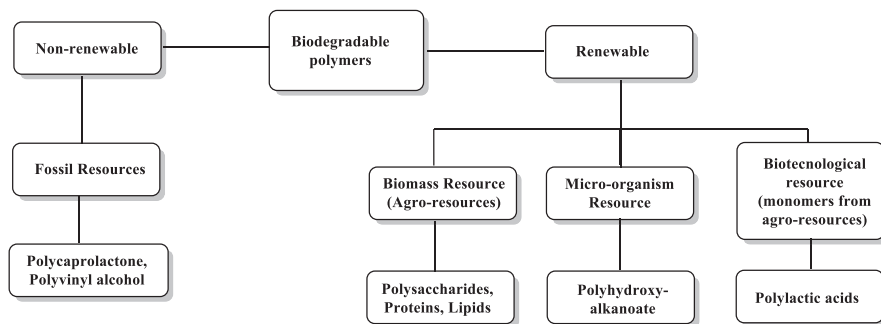 Non-renewable
Biodegradable
polymers
Renewable
Fossil Resources
Biomass Resource
(Agro-resources)
Micro-organism
Resource
Biotecnological
resource
(monomers from
agro-resources)
Polycaprolactone,
Polyvinyl alcohol
Polysaccharides,
Proteins, Lipids
Polyhydroxy-
alkanoate
Polylactic acids